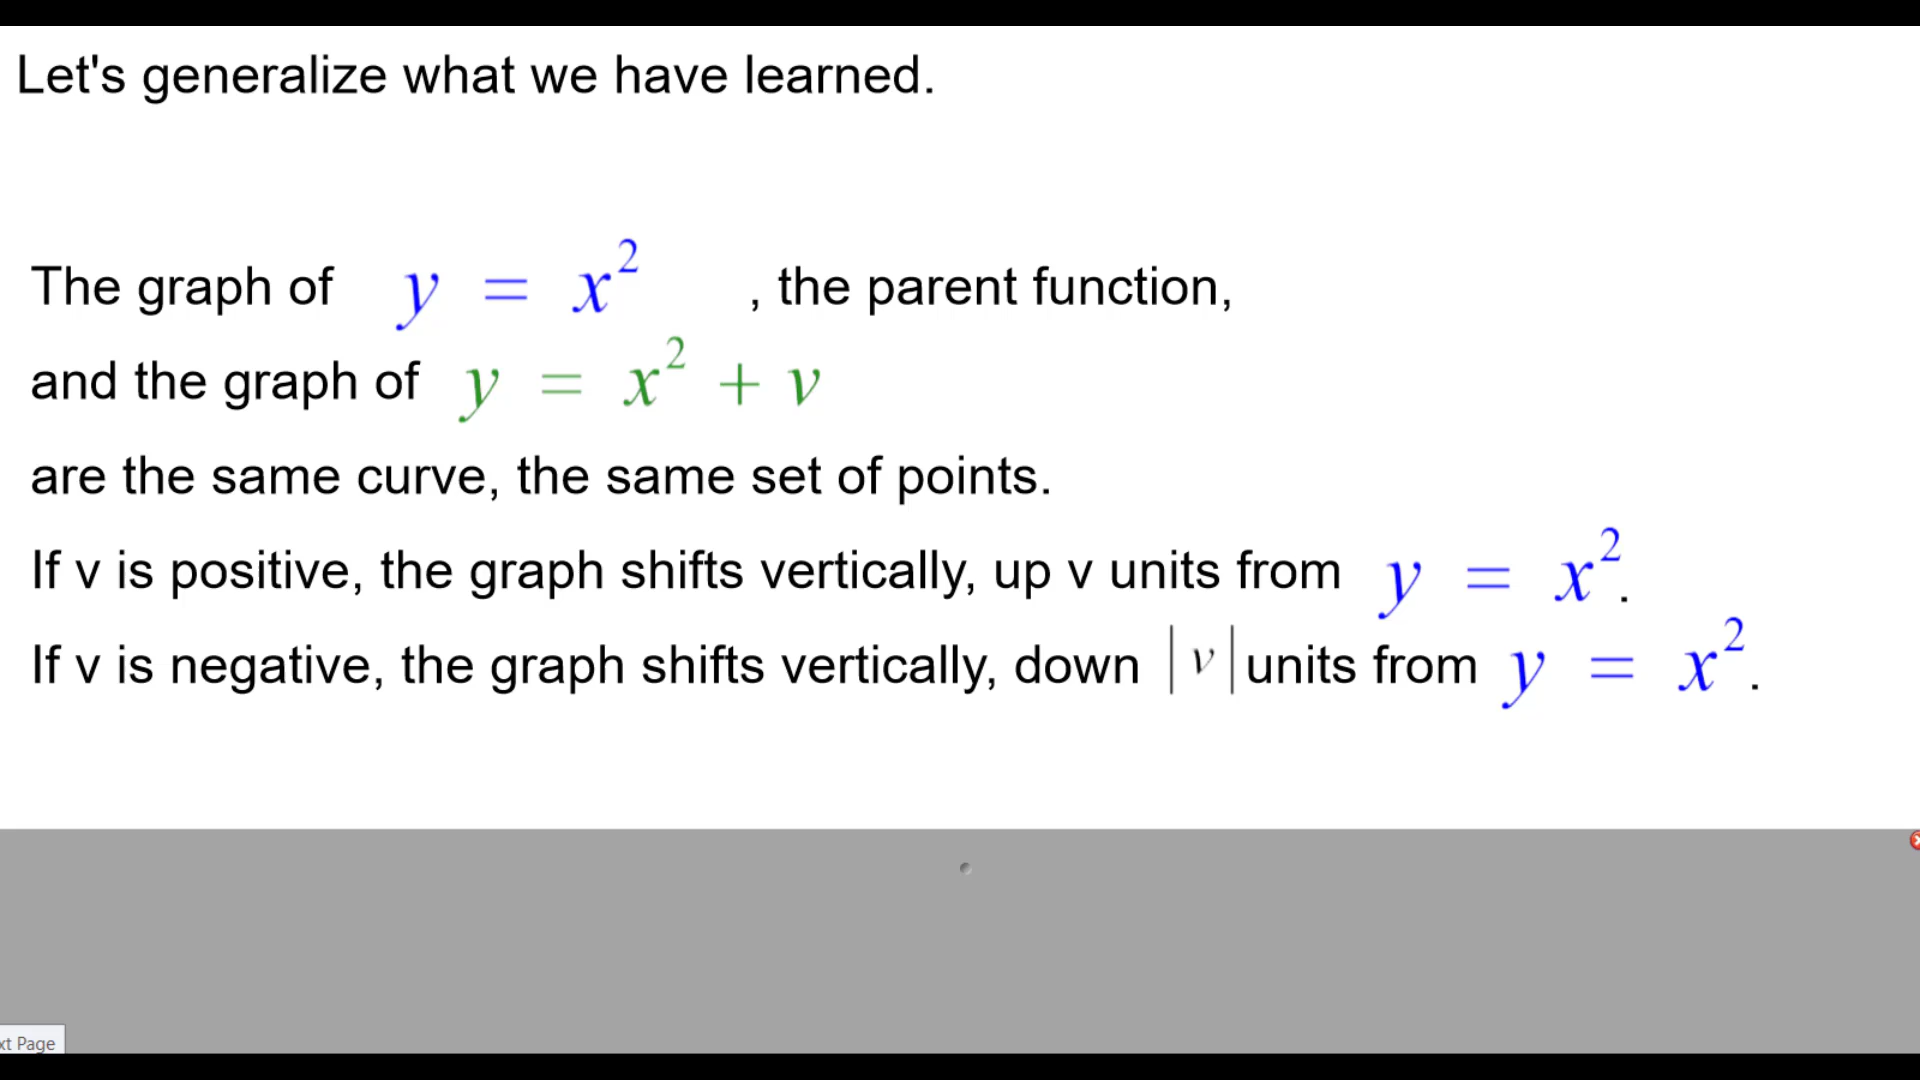 Let's generalize what we have learned.
The graph of y = x² , the parent function,
and the graph of y = x² + v
are the same curve, the same set of points.
If v is positive, the graph shifts vertically, up v units from y = x².
If v is negative, the graph shifts vertically, down |v| units from y = x².
xt Page